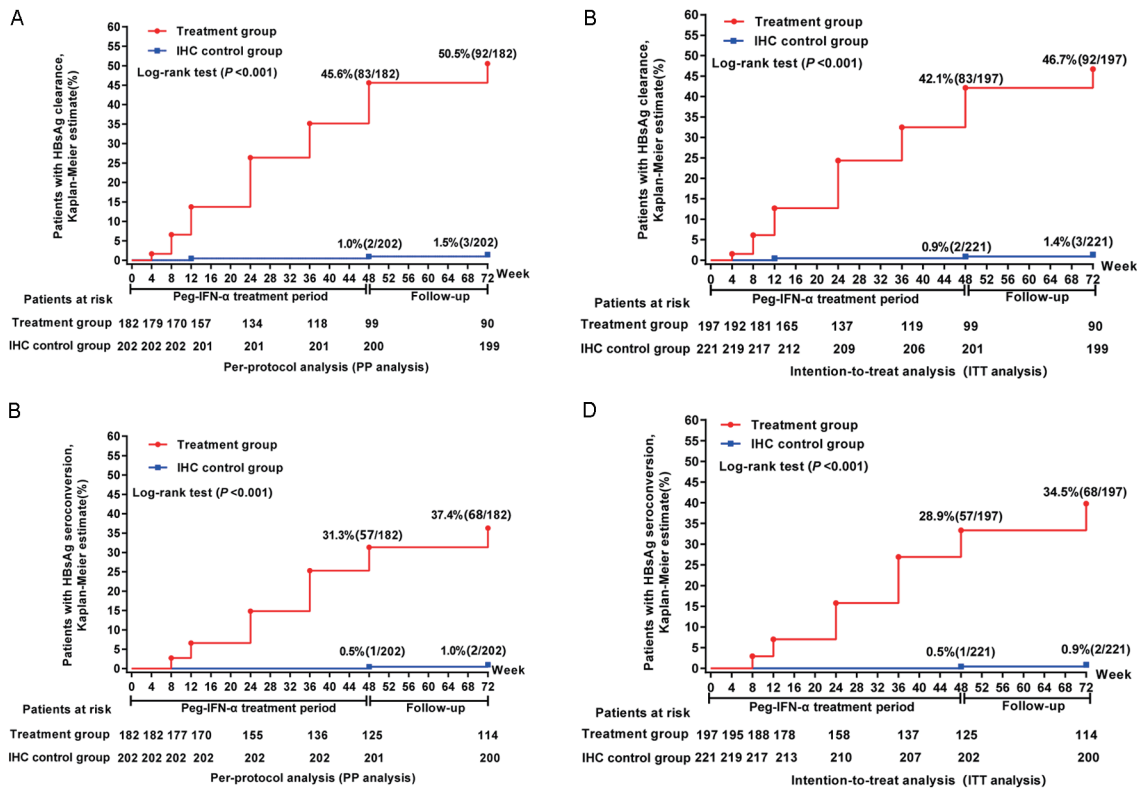 A
Patients with HBsAg clearance,
Kaplan-Meier estimate(%)
60
55
50
45
40
35
30
25
20
15
10
5
0
Treatment group
IHC control group
Log-rank test (P <0.001)
45.6%(83/182)
50.5%(92/182)
1.0%(2/202)
1.5%(3/202)
0 4 8 12 16 20 24 28 32 36 40 44 48 52 56 60 64 68 72 Week
Patients at risk Peg-IFN-α treatment period Follow-up
Treatment group 182 179 170 157 134 118 99 90
IHC control group 202 202 202 201 201 201 200 199
Per-protocol analysis (PP analysis)
B
Patients with HBsAg clearance,
Kaplan-Meier estimate(%)
60
55
50
45
40
35
30
25
20
15
10
5
0
Treatment group
IHC control group
Log-rank test (P <0.001)
42.1%(83/197)
46.7%(92/197)
0.9%(2/221)
1.4%(3/221)
0 4 8 12 16 20 24 28 32 36 40 44 48 52 56 60 64 68 72 Week
Patients at risk Peg-IFN-α treatment period Follow-up
Treatment group 197 192 181 165 137 119 99 90
IHC control group 221 219 217 212 209 206 201 199
Intention-to-treat analysis (ITT analysis)
B
Patients with HBsAg seroconversion,
Kaplan-Meier estimate(%)
60
55
50
45
40
35
30
25
20
15
10
5
0
Treatment group
IHC control group
Log-rank test (P <0.001)
31.3%(57/182)
37.4%(68/182)
0.5%(1/202)
1.0%(2/202)
0 4 8 12 16 20 24 28 32 36 40 44 48 52 56 60 64 68 72 Week
Patients at risk Peg-IFN-α treatment period Follow-up
Treatment group 182 182 177 170 155 136 125 114
IHC control group 202 202 202 202 202 202 201 200
Per-protocol analysis (PP analysis)
D
Patients with HBsAg seroconversion,
Kaplan-Meier estimate(%)
60
55
50
45
40
35
30
25
20
15
10
5
0
Treatment group
IHC control group
Log-rank test (P <0.001)
28.9%(57/197)
34.5%(68/197)
0.5%(1/221)
0.9%(2/221)
0 4 8 12 16 20 24 28 32 36 40 44 48 52 56 60 64 68 72 Week
Patients at risk Peg-IFN-α treatment period Follow-up
Treatment group 197 195 188 178 158 137 125 114
IHC control group 221 219 217 213 210 207 202 200
Intention-to-treat analysis (ITT analysis)